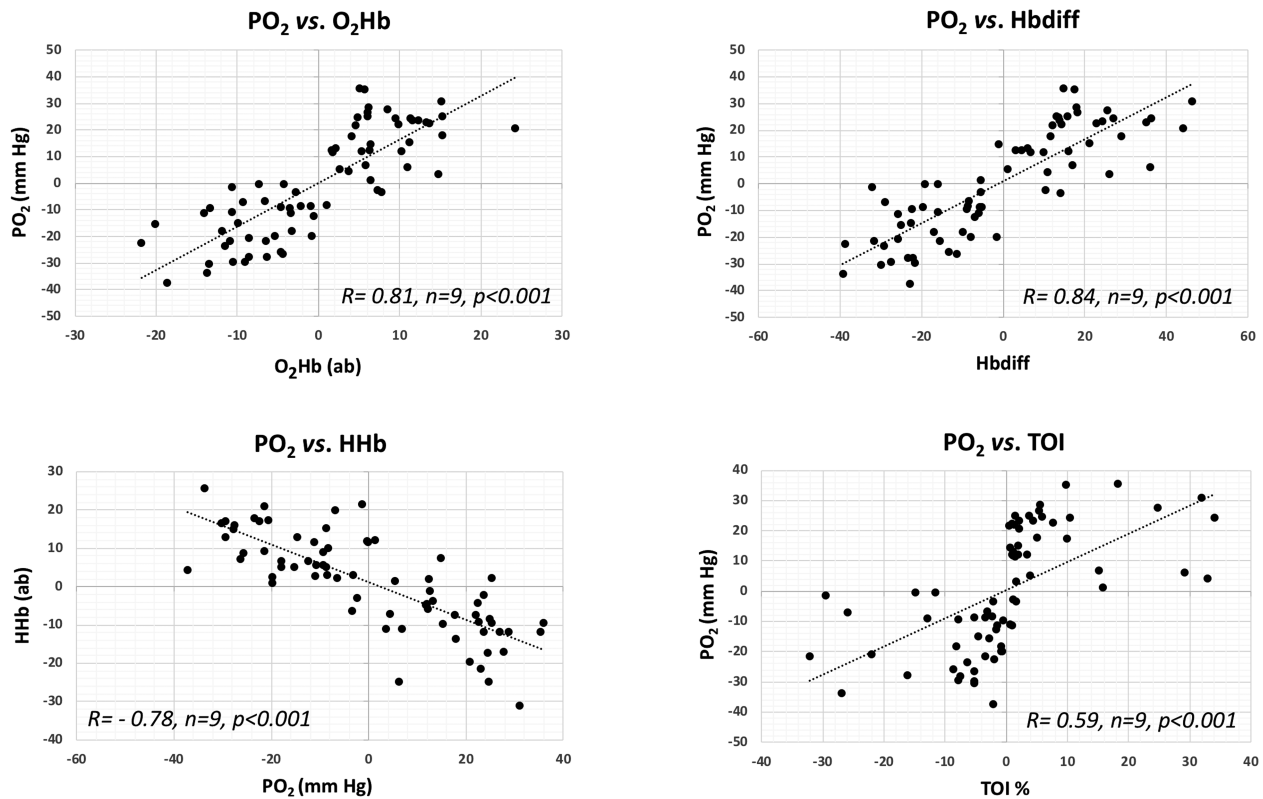 PO2 vs. O2Hb
50
40
30
20
10
0
-10
-20
-30
-40
-50
PO2 (mm Hg)
R= 0.81, n=9, p<0.001
-30 -20 -10 0 10 20 30
O2Hb (ab)
PO2 vs. Hbdiff
50
40
30
20
10
0
-10
-20
-30
-40
-50
PO2 (mm Hg)
R= 0.84, n=9, p<0.001
-60 -40 -20 0 20 40 60
Hbdiff
PO2 vs. HHb
30
20
10
0
-10
-20
-30
-40
HHb (ab)
R= - 0.78, n=9, p<0.001
-60 -40 -20 0 20 40
PO2 (mm Hg)
PO2 vs. TOI
40
30
20
10
0
-10
-20
-30
-40
-50
PO2 (mm Hg)
R= 0.59, n=9, p<0.001
-40 -30 -20 -10 0 10 20 30 40
TOI %